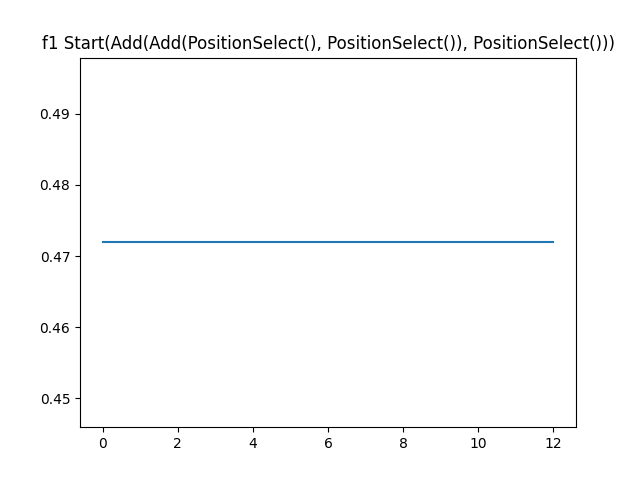 f1 Start(Add(Add(PositionSelect(), PositionSelect()), PositionSelect()))
0.49
0.48
0.47
0.46
0.45
0 2 4 6 8 10 12